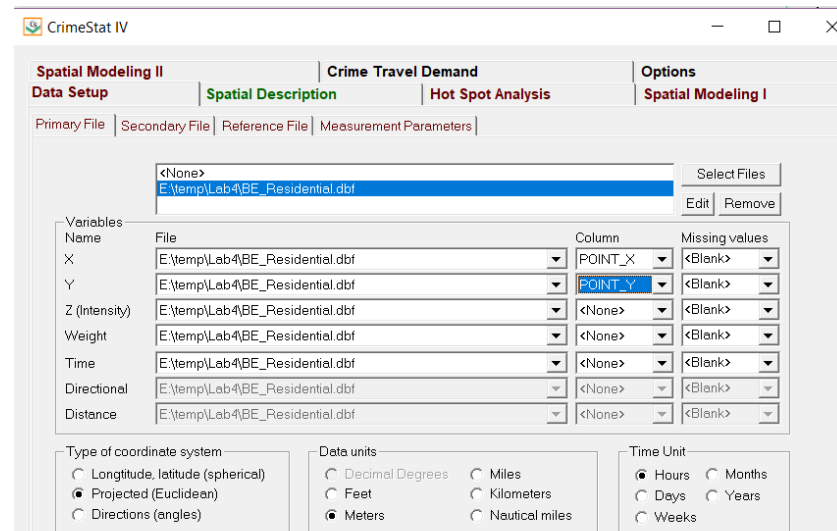 CrimeStat IV
Spatial Modeling II Crime Travel Demand Options
Data Setup Spatial Description Hot Spot Analysis Spatial Modeling I
Primary File Secondary File Reference File Measurement Parameters
<None> Select Files
E:\temp\Lab4\BE_Residential.dbf
Edit Remove
Variables
Name File Column Missing values
X E:\temp\Lab4\BE_Residential.dbf POINT_X <Blank>
Y E:\temp\Lab4\BE_Residential.dbf POINT_Y <Blank>
Z (Intensity) E:\temp\Lab4\BE_Residential.dbf <None> <Blank>
Weight E:\temp\Lab4\BE_Residential.dbf <None> <Blank>
Time E:\temp\Lab4\BE_Residential.dbf <None> <Blank>
Directional E:\temp\Lab4\BE_Residential.dbf <None> <Blank>
Distance E:\temp\Lab4\BE_Residential.dbf <None> <Blank>
Type of coordinate system Data units Time Unit
Longtitude, latitude (spherical) Decimal Degrees Miles Hours Months
Projected (Euclidean) Feet Kilometers Days Years
Directions (angles) Meters Nautical miles Weeks